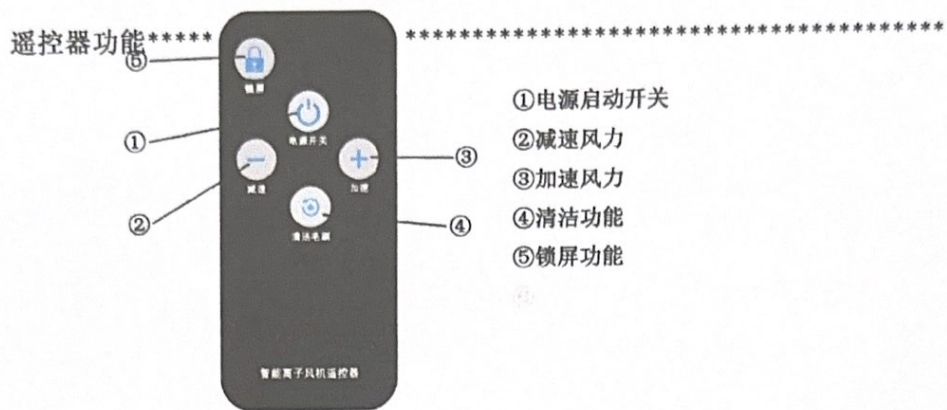 遥控器功能***** ****************************************
⑤
锁屏
①
电源开关
减速
加速
③
②
清洁毛刷
④
智能离子风机遥控器
①电源启动开关
②减速风力
③加速风力
④清洁功能
⑤锁屏功能